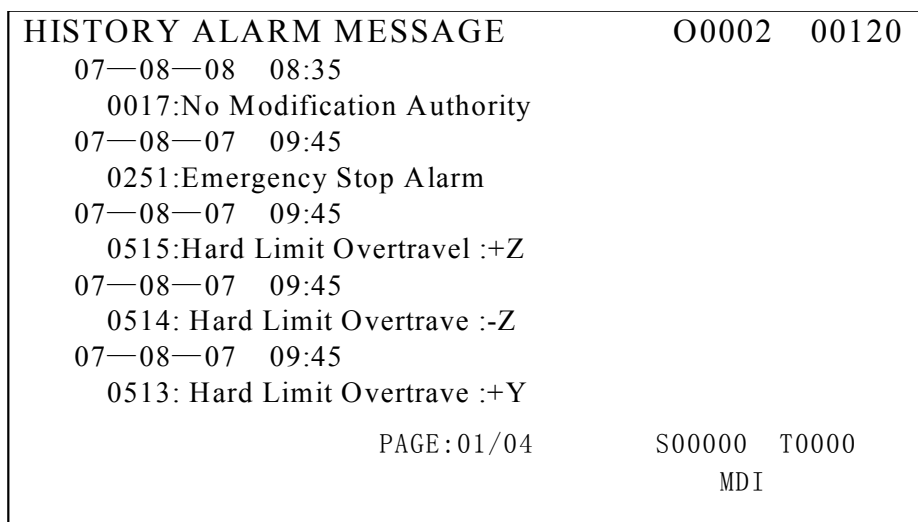 HISTORY ALARM MESSAGE O0002 00120
07—08—08 08:35
0017:No Modification Authority
07—08—07 09:45
0251:Emergency Stop Alarm
07—08—07 09:45
0515:Hard Limit Overtravel :+Z
07—08—07 09:45
0514: Hard Limit Overtrave :-Z
07—08—07 09:45
0513: Hard Limit Overtrave :+Y
PAGE:01/04 S00000 T0000
MDI